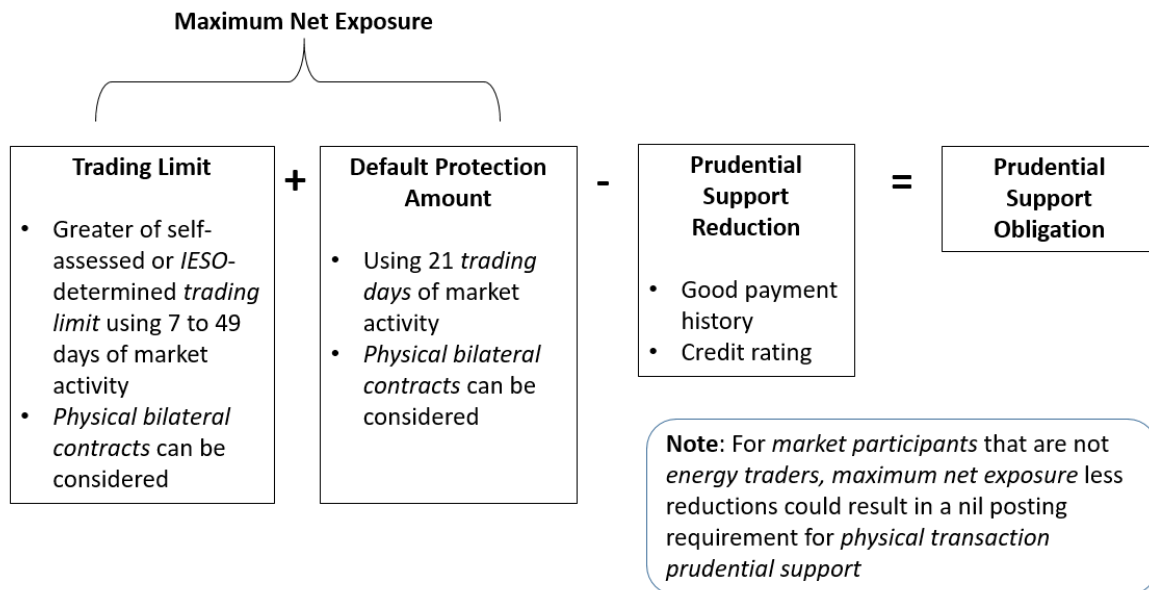 Maximum Net Exposure
Trading Limit
• Greater of self-
assessed or IESO-
determined trading
limit using 7 to 49
days of market
activity
• Physical bilateral
contracts can be
considered
+
Default Protection
Amount
• Using 21 trading
days of market
activity
• Physical bilateral
contracts can be
considered
-
Prudential
Support
Reduction
• Good payment
history
• Credit rating
=
Prudential
Support
Obligation
Note: For market participants that are not
energy traders, maximum net exposure less
reductions could result in a nil posting
requirement for physical transaction
prudential support